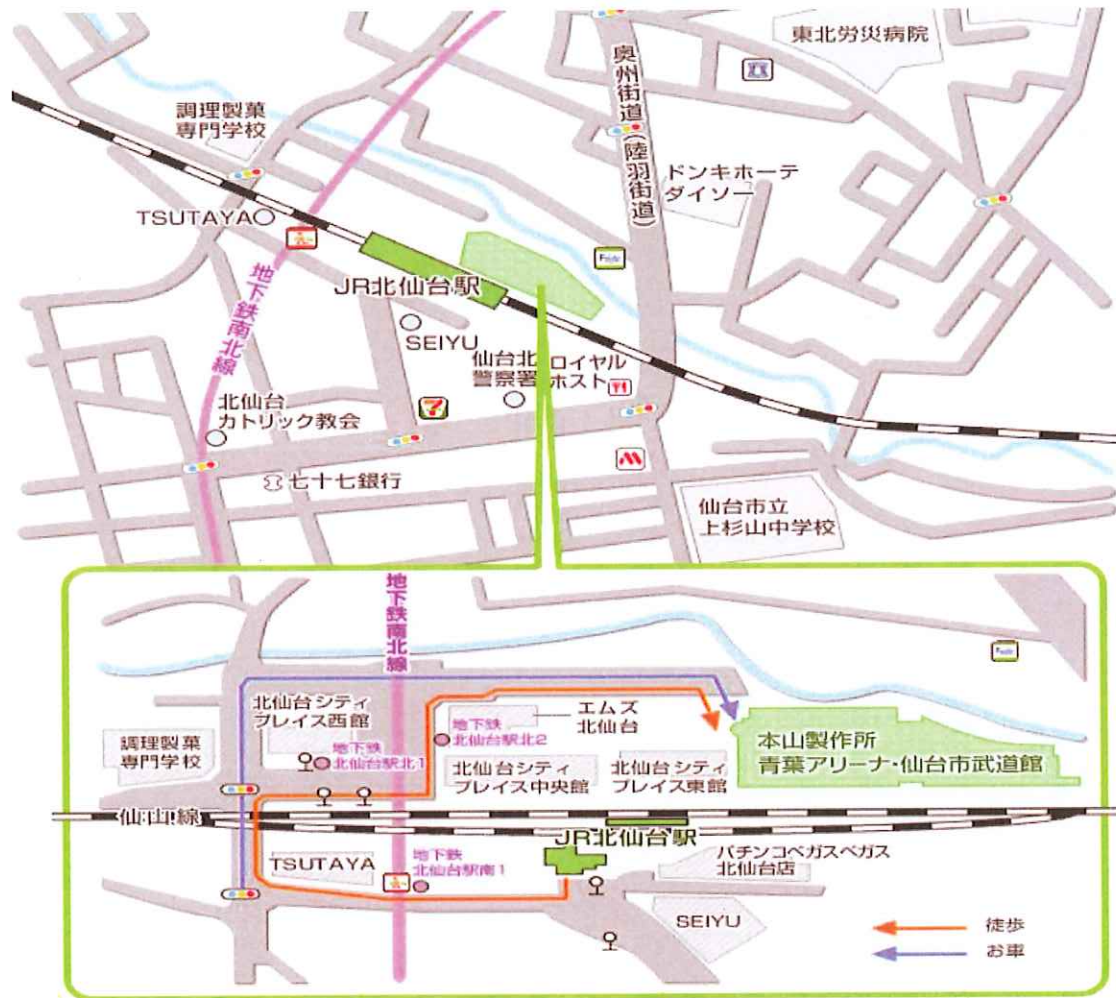 東北労災病院
奥州街道(陸羽街道)
調理製菓
専門学校
ドンキホーテ
ダイソー
TSUTAYA
JR北仙台駅
地下鉄南北線
SEIYU
仙台北
警察署
ロイヤル
ホスト
7
北仙台
カトリック教会
七十七銀行
仙台市立
上杉山中学校
地下鉄南北線
北仙台シティ
プレイス西館
エムズ
北仙台
地下鉄
北仙台駅北2
調理製菓
専門学校
地下鉄
北仙台駅北1
北仙台シティ
プレイス中央館
北仙台シティ
プレイス東館
本山製作所
青葉アリーナ・仙台市武道館
仙山線
JR北仙台駅
TSUTAYA
地下鉄
北仙台駅南1
パチンコベガスベガス
北仙台店
SEIYU
徒歩
お車